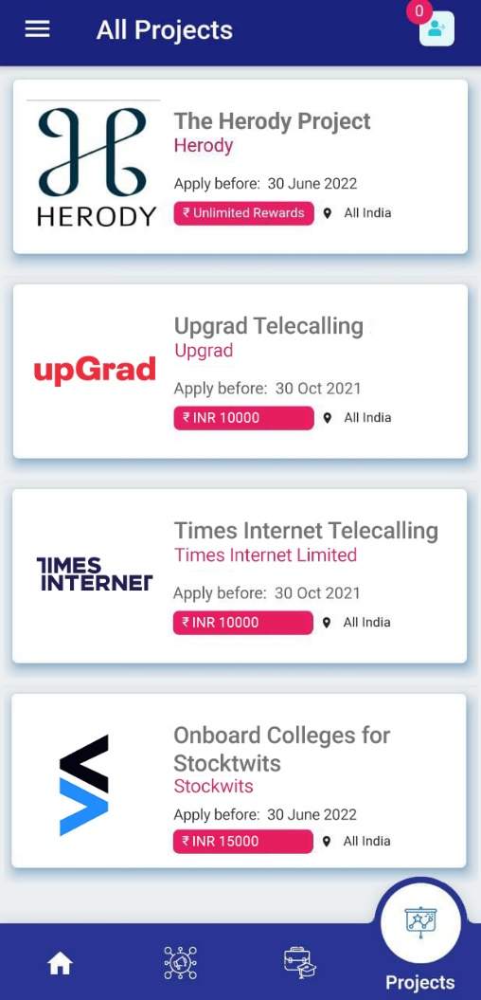 All Projects
0
The Herody Project
Herody
Apply before: 30 June 2022
₹ Unlimited Rewards All India
HERODY
Upgrad Telecalling
Upgrad
upGrad
Apply before: 30 Oct 2021
₹ INR 10000 All India
Times Internet Telecalling
Times Internet Limited
TIMES
INTERNET
Apply before: 30 Oct 2021
₹ INR 10000 All India
Onboard Colleges for
Stocktwits
Stockwits
Apply before: 30 June 2022
₹ INR 15000 All India
Projects